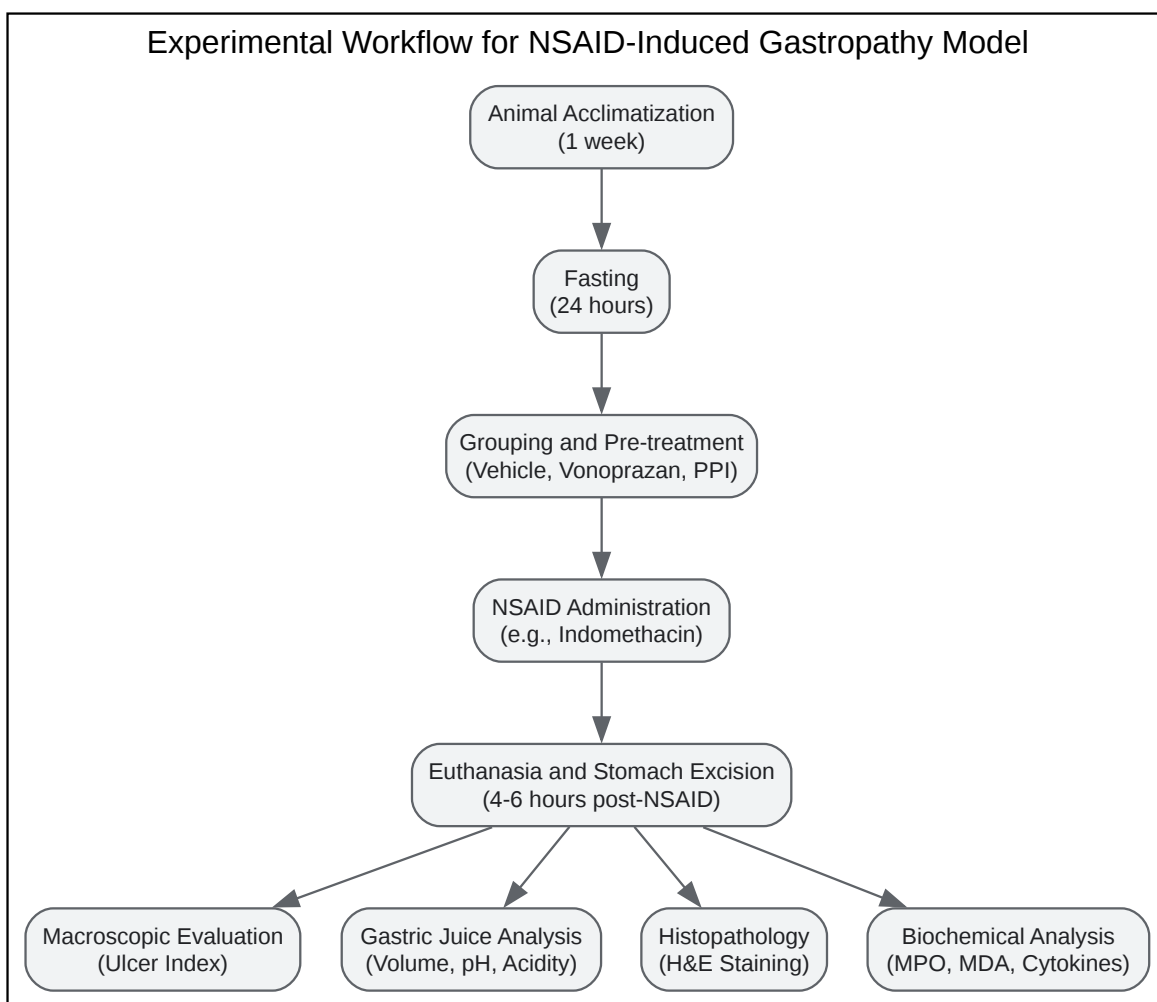 Experimental Workflow for NSAID-Induced Gastropathy Model
Animal Acclimatization
(1 week)
Fasting
(24 hours)
Grouping and Pre-treatment
(Vehicle, Vonoprazan, PPI)
NSAID Administration
(e.g., Indomethacin)
Euthanasia and Stomach Excision
(4-6 hours post-NSAID)
Macroscopic Evaluation
(Ulcer Index)
Gastric Juice Analysis
(Volume, pH, Acidity)
Histopathology
(H&E Staining)
Biochemical Analysis
(MPO, MDA, Cytokines)